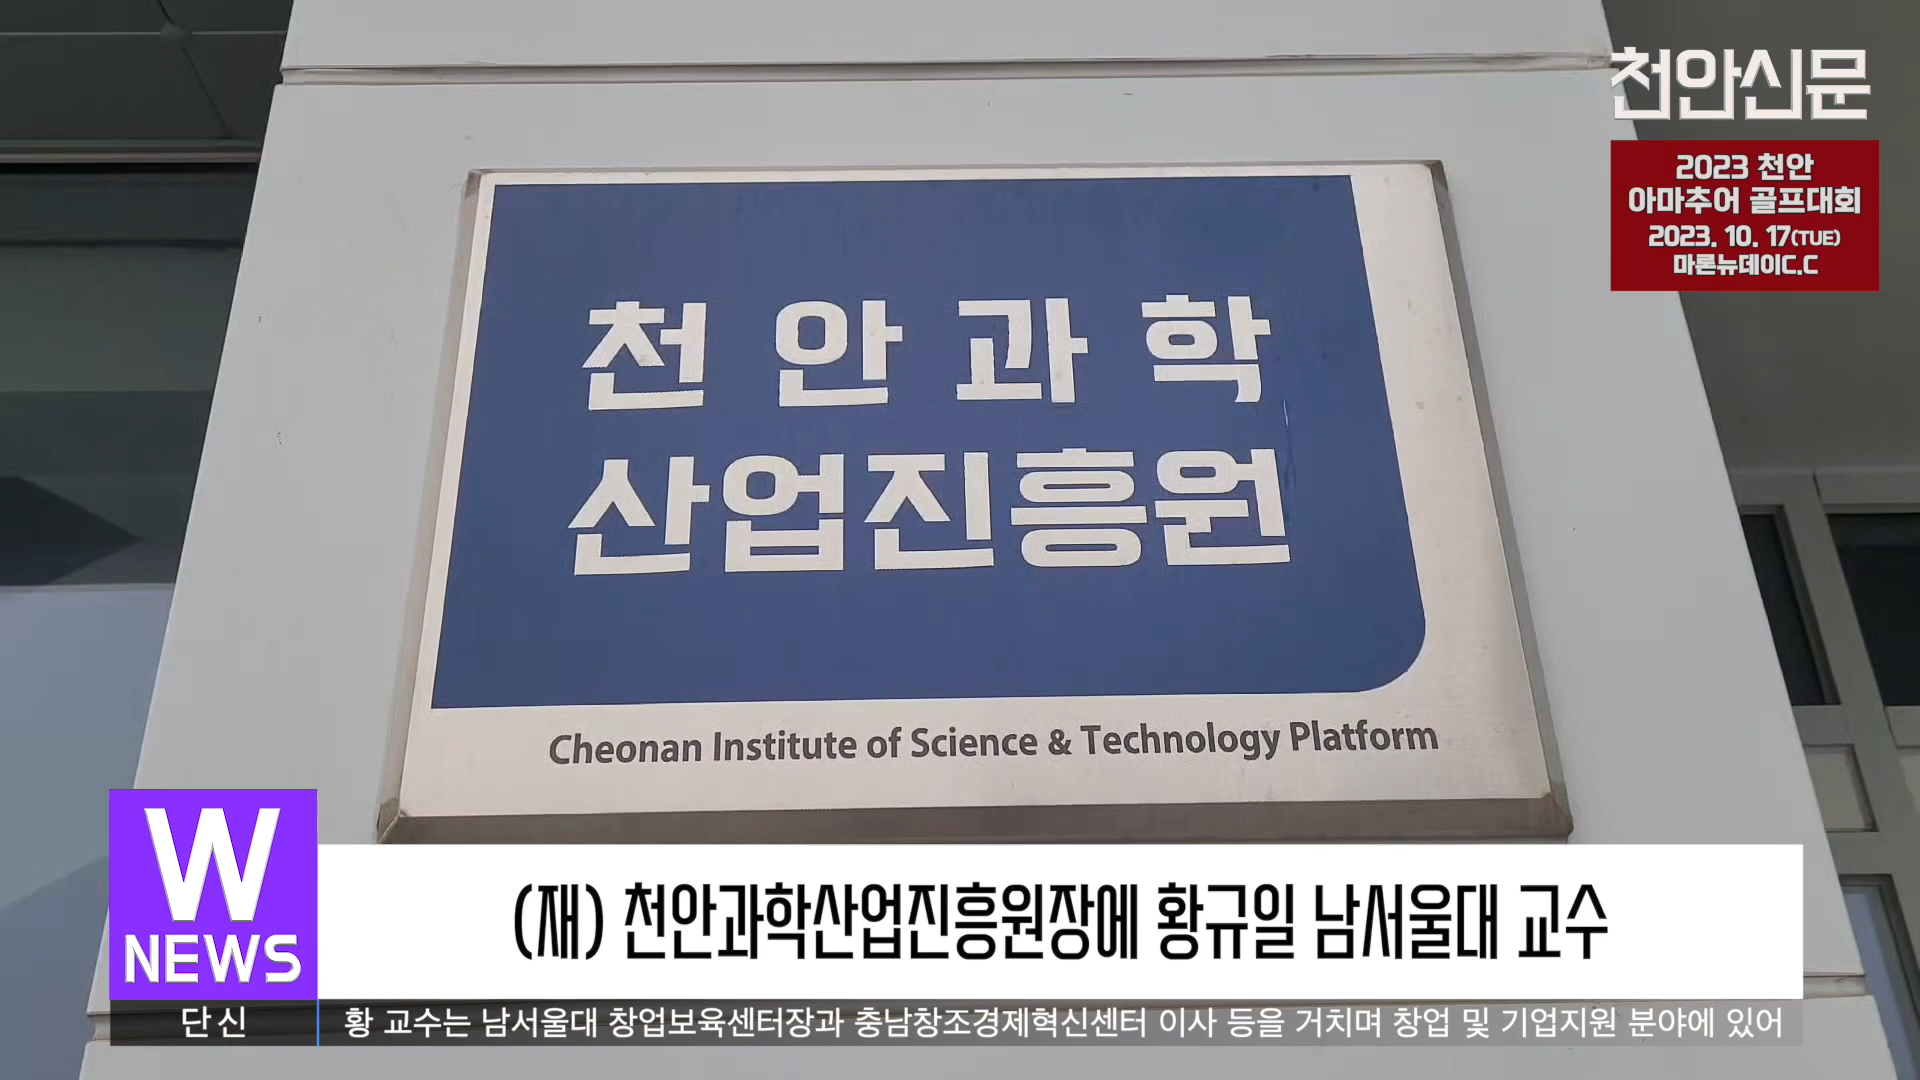 천안신문
2023 천안
아마추어 골프대회
2023. 10. 17(TUE)
마론뉴데이C.C
천안과학
산업진흥원
Cheonan Institute of Science & Technology Platform
W
NEWS
(재) 천안과학산업진흥원장에 황규일 남서울대 교수
단신
황 교수는 남서울대 창업보육센터장과 충남창조경제혁신센터 이사 등을 거치며 창업 및 기업지원 분야에 있어